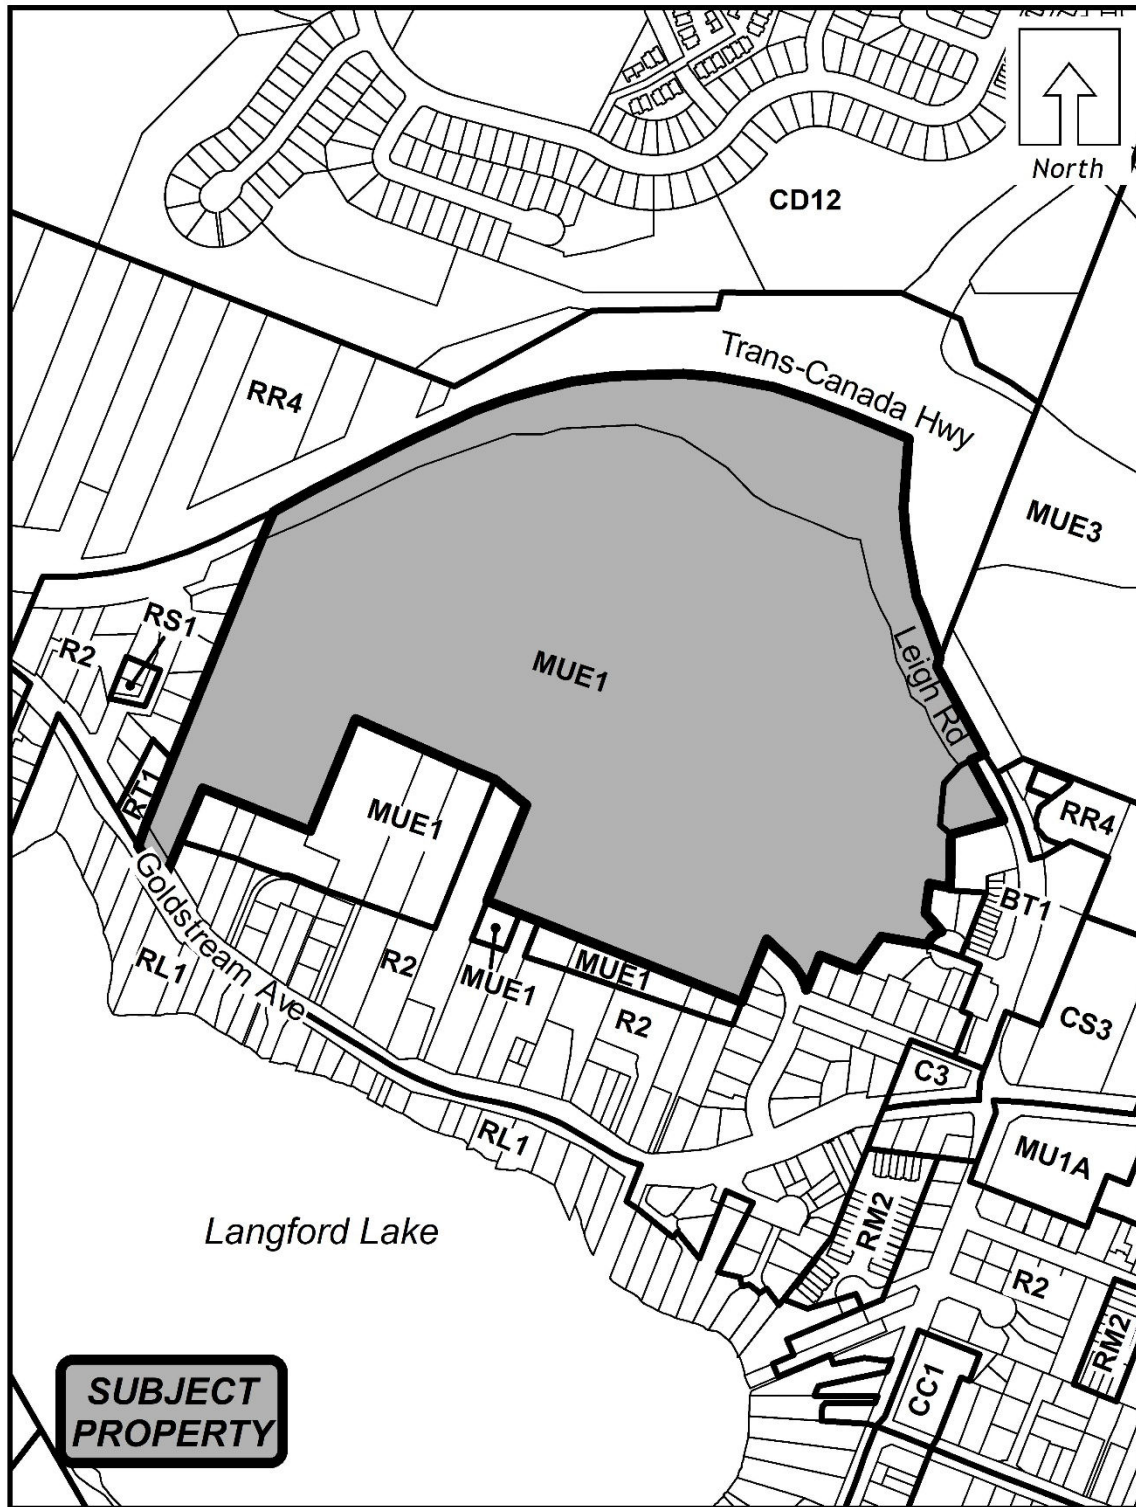 North
CD12
Trans-Canada Hwy
RR4
MUE3
RS1
R2
MUE1
Leigh Rd
RT1
MUE1
RR4
BT1
Goldstream Ave
RL1
R2
MUE1
MUE1
R2
CS3
C3
RL1
MU1A
RM2
Langford Lake
R2
RM2
CC1
SUBJECT
PROPERTY